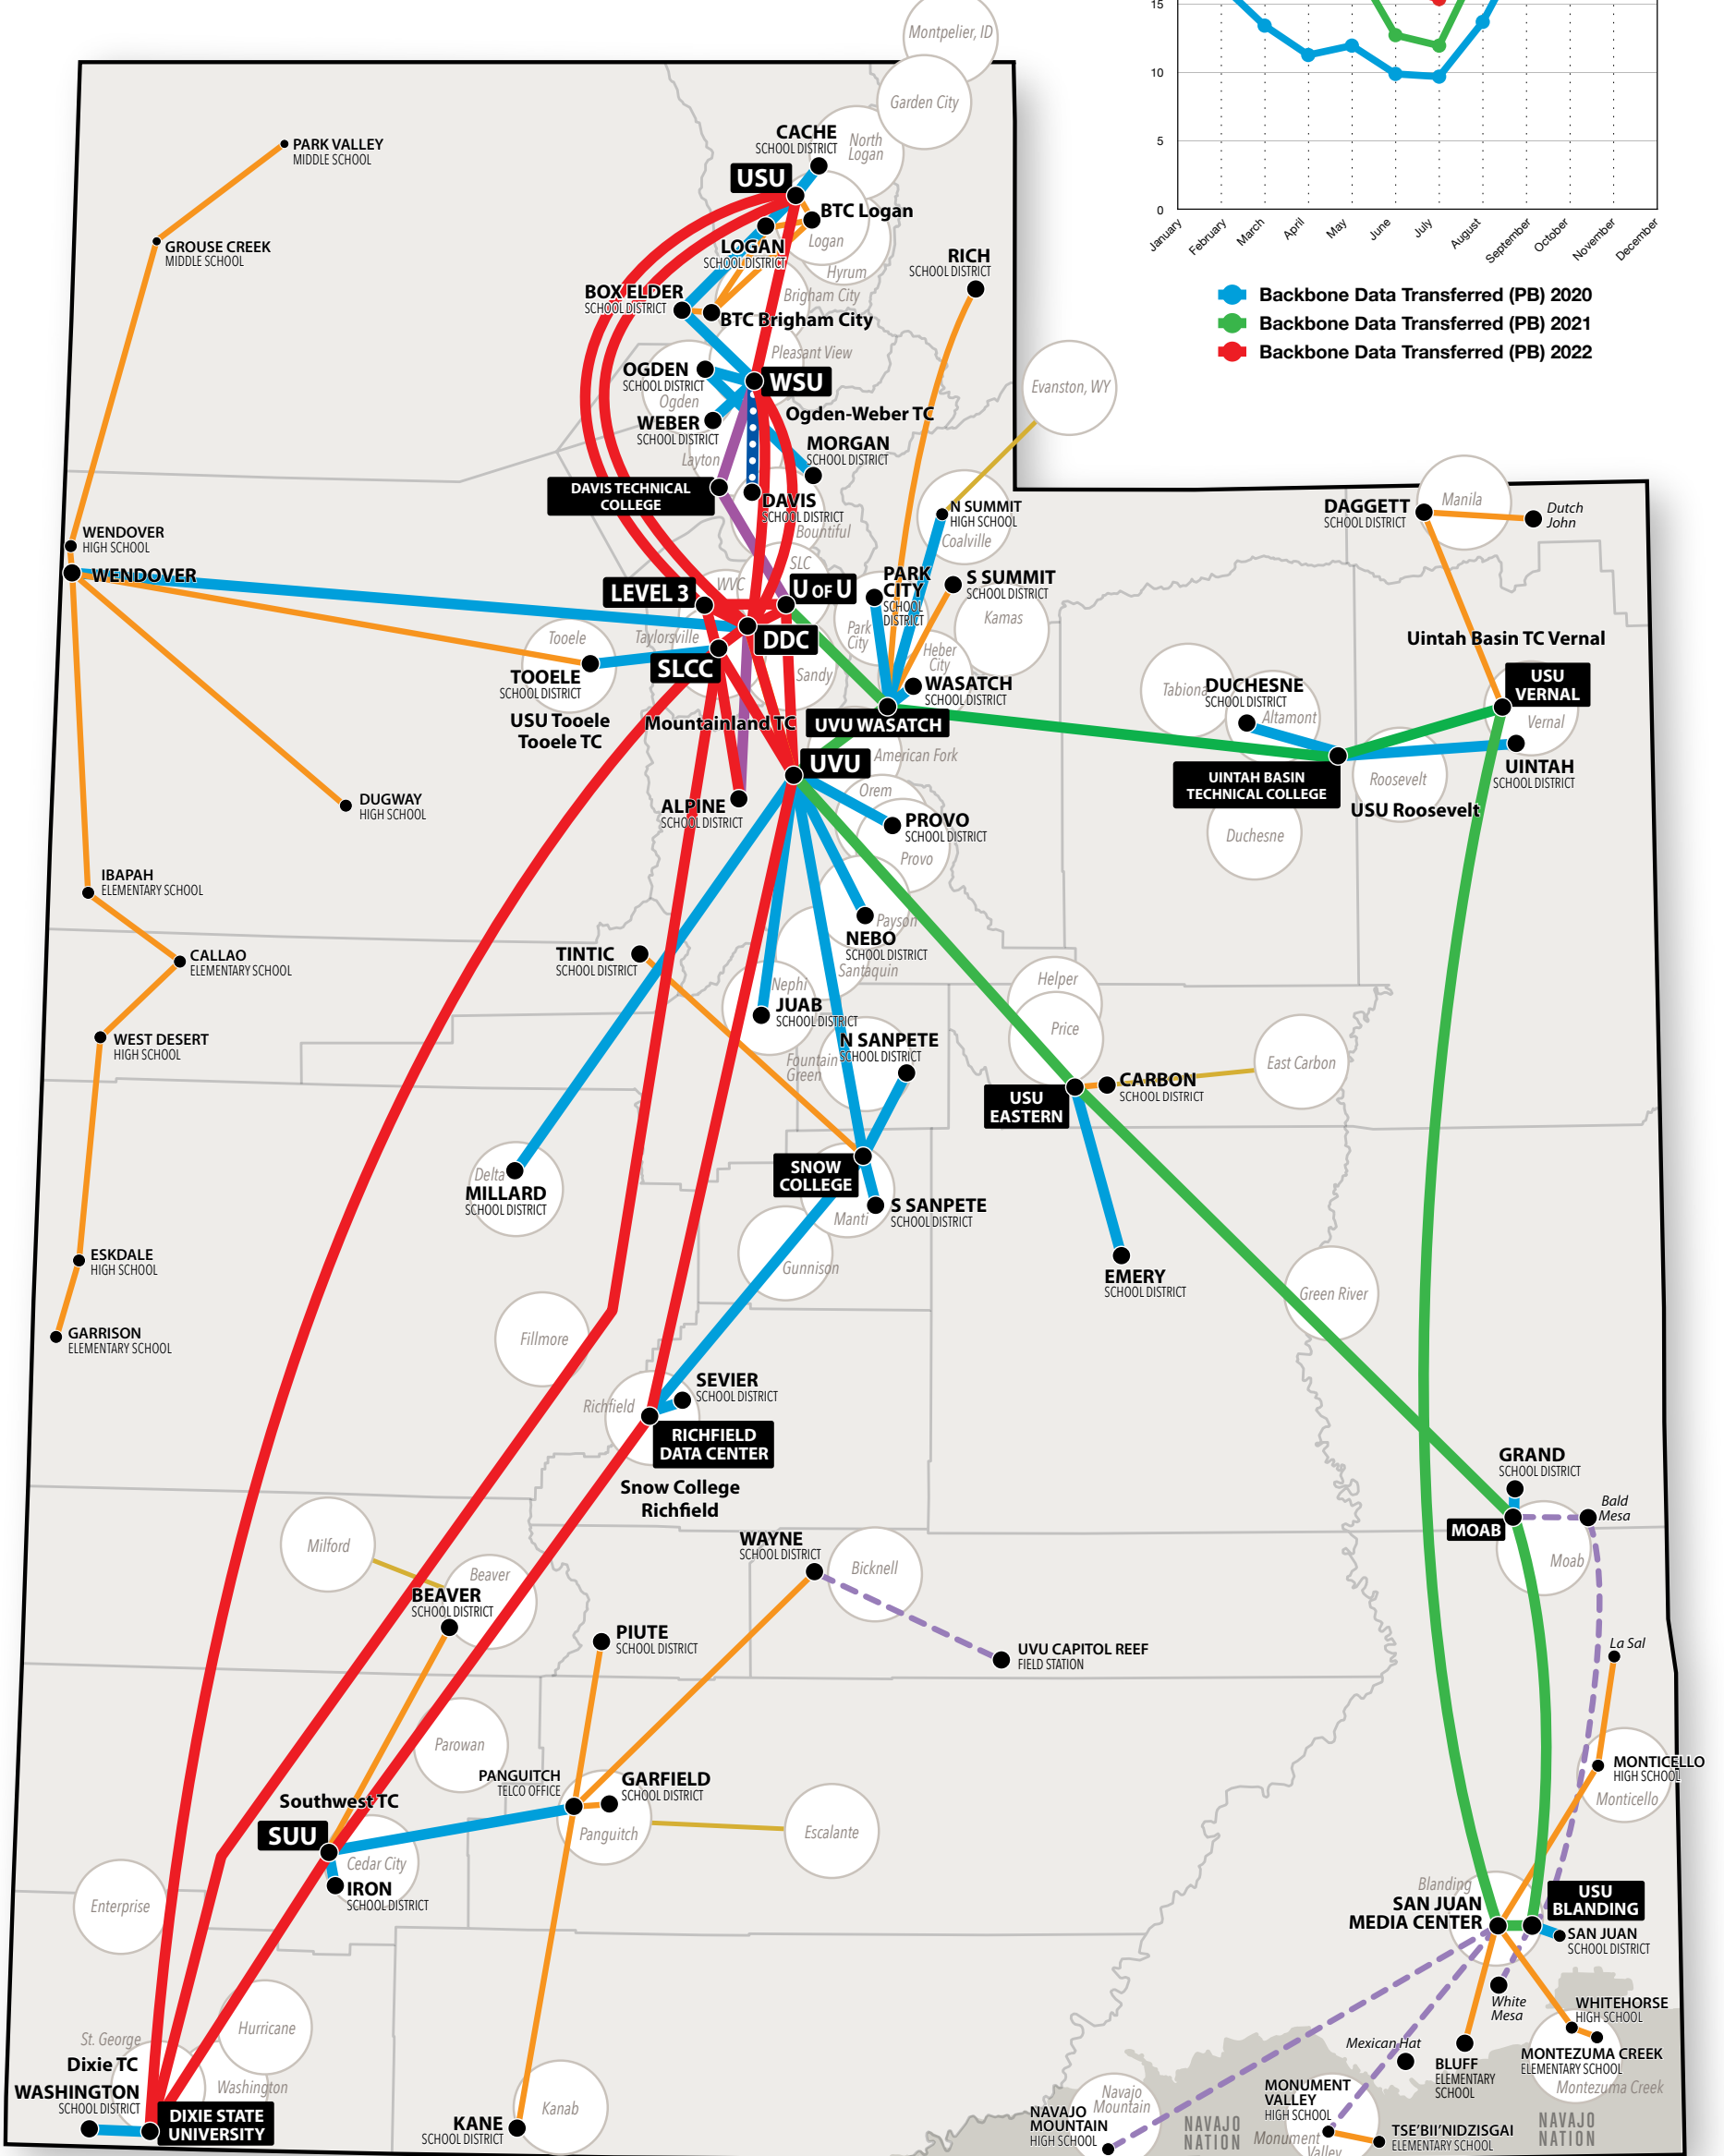 Montpelier, ID
Garden City
15
10
5
0
January
February
March
April
May
June
July
August
September
October
November
December
Backbone Data Transferred (PB) 2020
Backbone Data Transferred (PB) 2021
Backbone Data Transferred (PB) 2022
PARK VALLEY
MIDDLE SCHOOL
GROUSE CREEK
MIDDLE SCHOOL
CACHE
SCHOOL DISTRICT
North
Logan
USU
BTC Logan
Logan
LOGAN
SCHOOL DISTRICT
Hyrum
RICH
SCHOOL DISTRICT
BOX ELDER
SCHOOL DISTRICT
Brigham City
BTC Brigham City
Pleasant View
OGDEN
SCHOOL DISTRICT
Ogden
WSU
Evanston, WY
WEBER
SCHOOL DISTRICT
Ogden-Weber TC
MORGAN
SCHOOL DISTRICT
Layton
DAVIS TECHNICAL
COLLEGE
DAVIS
SCHOOL DISTRICT
Bountiful
N SUMMIT
HIGH SCHOOL
Coalville
DAGGETT
SCHOOL DISTRICT
Manila
Dutch
John
WENDOVER
HIGH SCHOOL
WENDOVER
SLC
WVC
LEVEL 3
U OF U
PARK
CITY
SCHOOL
DISTRICT
S SUMMIT
SCHOOL DISTRICT
Kamas
Park
City
Tooele
Taylorsville
DDC
SLCC
Sandy
Heber
City
TOOELE
SCHOOL DISTRICT
WASATCH
SCHOOL DISTRICT
USU Tooele
Tooele TC
Mountainland TC
UVU WASATCH
Uintah Basin TC Vernal
USU
VERNAL
Vernal
Tabiona
DUCHESNE
SCHOOL DISTRICT
Altamont
UVU
American Fork
UINTAH BASIN
TECHNICAL COLLEGE
Roosevelt
UINTAH
SCHOOL DISTRICT
USU Roosevelt
Duchesne
DUGWAY
HIGH SCHOOL
ALPINE
SCHOOL DISTRICT
Orem
PROVO
SCHOOL DISTRICT
Provo
IBAPAH
ELEMENTARY SCHOOL
Payson
NEBO
SCHOOL DISTRICT
Santaquin
CALLAO
ELEMENTARY SCHOOL
TINTIC
SCHOOL DISTRICT
Nephi
JUAB
SCHOOL DISTRICT
Helper
Price
WEST DESERT
HIGH SCHOOL
N SANPETE
SCHOOL DISTRICT
Fountain
Green
East Carbon
CARBON
SCHOOL DISTRICT
USU
EASTERN
Delta
MILLARD
SCHOOL DISTRICT
SNOW
COLLEGE
S SANPETE
SCHOOL DISTRICT
Manti
Gunnison
EMERY
SCHOOL DISTRICT
Green River
ESKDALE
HIGH SCHOOL
GARRISON
ELEMENTARY SCHOOL
Fillmore
SEVIER
SCHOOL DISTRICT
Richfield
RICHFIELD
DATA CENTER
Snow College
Richfield
GRAND
SCHOOL DISTRICT
Bald
Mesa
MOAB
Moab
Milford
Beaver
BEAVER
SCHOOL DISTRICT
WAYNE
SCHOOL DISTRICT
Bicknell
PIUTE
SCHOOL DISTRICT
UVU CAPITOL REEF
FIELD STATION
La Sal
Parowan
PANGUITCH
TELCO OFFICE
GARFIELD
SCHOOL DISTRICT
Panguitch
Escalante
MONTICELLO
HIGH SCHOOL
Monticello
Southwest TC
SUU
Cedar City
IRON
SCHOOL DISTRICT
Enterprise
Blanding
SAN JUAN
MEDIA CENTER
USU
BLANDING
SAN JUAN
SCHOOL DISTRICT
White
Mesa
WHITEHORSE
HIGH SCHOOL
Hurricane
St. George
Dixie TC
WASHINGTON
SCHOOL DISTRICT
Washington
DIXIE STATE
UNIVERSITY
KANE
SCHOOL DISTRICT
Kanab
Mexican Hat
BLUFF
ELEMENTARY
SCHOOL
MONTEZUMA CREEK
ELEMENTARY SCHOOL
Montezuma Creek
Navajo
Mountain
NAVAJO
MOUNTAIN
HIGH SCHOOL
NAVAJO
NATION
MONUMENT
VALLEY
HIGH SCHOOL
Monument
Valley
TSE'BII'NIDZISGAI
ELEMENTARY SCHOOL
NAVAJO
NATION